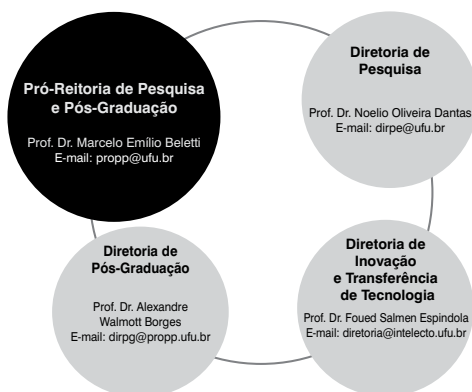 Pró-Reitoria de Pesquisa
e Pós-Graduação
Prof. Dr. Marcelo Emílio Beletti
E-mail: propp@ufu.br
Diretoria de
Pesquisa
Prof. Dr. Noelio Oliveira Dantas
E-mail: dirpe@ufu.br
Diretoria de
Pós-Graduação
Prof. Dr. Alexandre
Walmott Borges
E-mail: dirpg@propp.ufu.br
Diretoria de
Inovação
e Transferência
de Tecnologia
Prof. Dr. Foued Salmen Espindola
E-mail: diretoria@intelecto.ufu.br